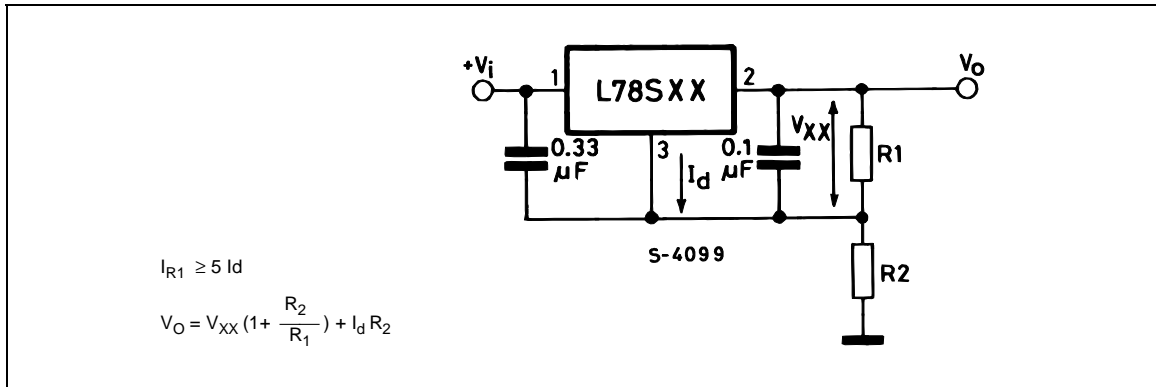 +Vi
1
L78SXX
2
Vo
0.33
μF
3
Id
0.1
μF
VXX
R1
S-4099
R2
IR1 ≥ 5 Id
VO = VXX (1+ R2/R1) + Id R2